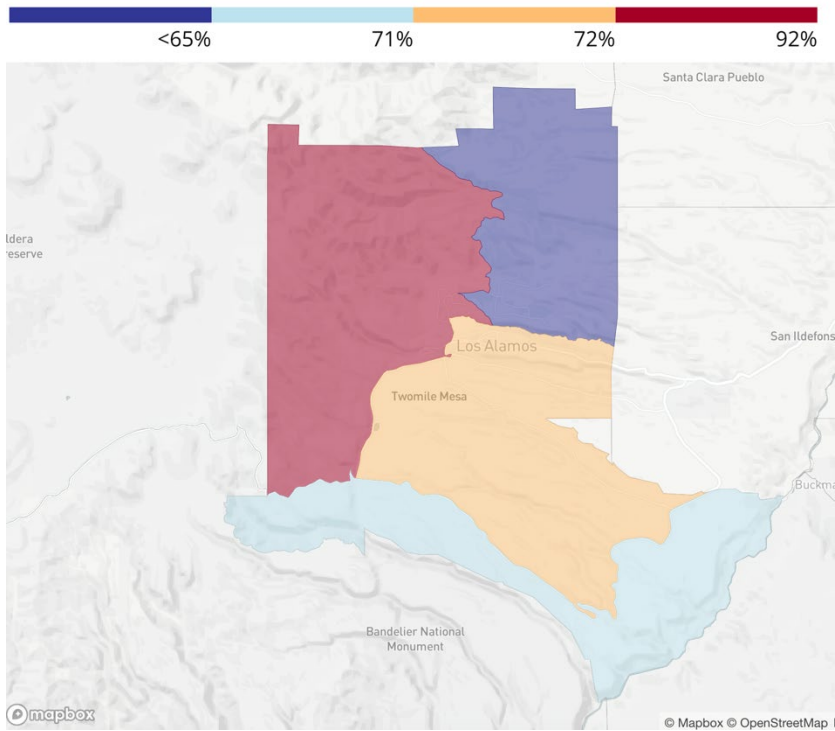 <65% 71% 72% 92%
Santa Clara Pueblo
ldera
reserve
San Ildefons
Los Alamos
Twomile Mesa
Buckma
Bandelier National
Monument
mapbox
© Mapbox © OpenStreetMap